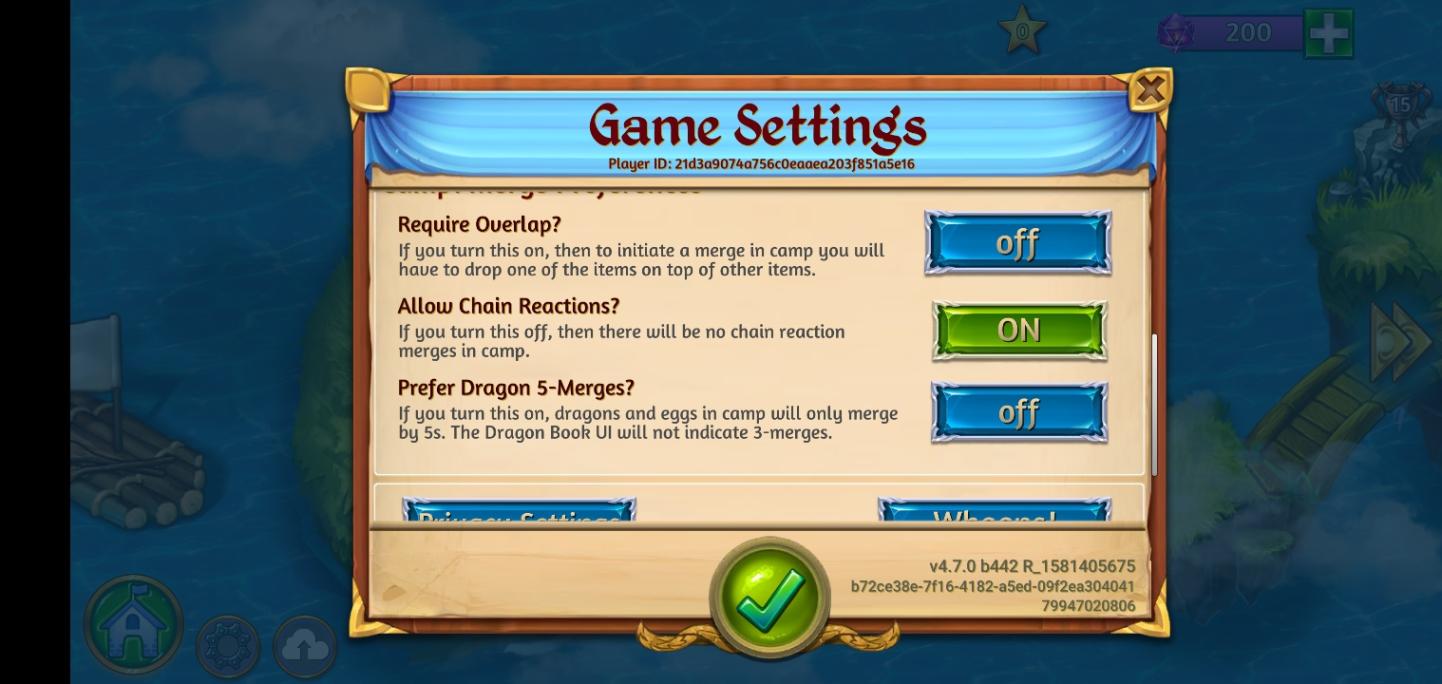 0
200
15
Game Settings
Player ID: 21d3a9074a756c0eaaea203f851a5e16
Require Overlap?
off
If you turn this on, then to initiate a merge in camp you will
have to drop one of the items on top of other items.
Allow Chain Reactions?
ON
If you turn this off, then there will be no chain reaction
merges in camp.
Prefer Dragon 5-Merges?
off
If you turn this on, dragons and eggs in camp will only merge
by 5s. The Dragon Book UI will not indicate 3-merges.
Privacy Settings
Whoops!
v4.7.0 b442 R_1581405675
b72ce38e-7f16-4182-a5ed-09f2ea304041
79947020806